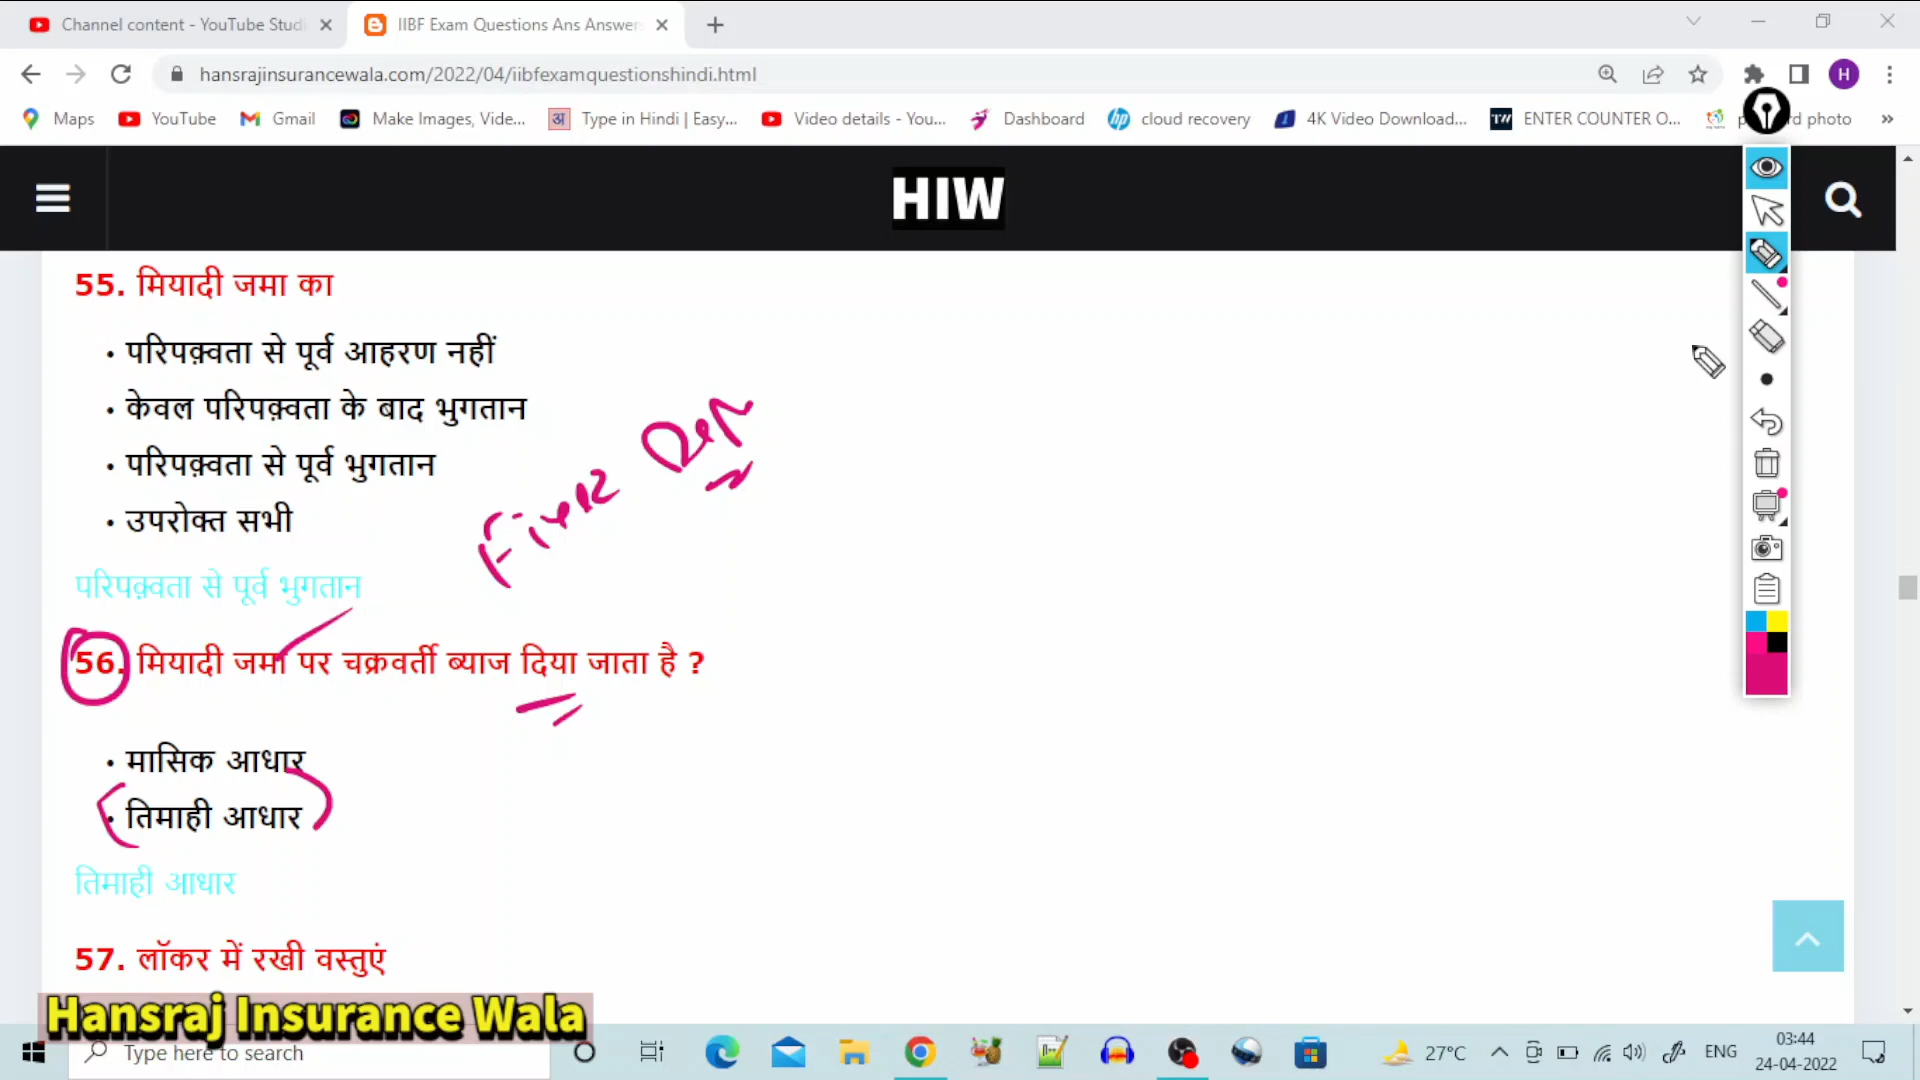 Channel content - YouTube Studi
IIBF Exam Questions Ans Answer
hansrajinsurancewala.com/2022/04/iibfexamquestionshindi.html
H
Maps
YouTube
Gmail
Make Images, Vide...
Type in Hindi | Easy...
Video details - You...
Dashboard
cloud recovery
4K Video Download...
ENTER COUNTER O...
photo
HIW
55. मियादी जमा का
• परिपक़्वता से पूर्व आहरण नहीं
• केवल परिपक़्वता के बाद भुगतान
• परिपक़्वता से पूर्व भुगतान
• उपरोक्त सभी
परिपक़्वता से पूर्व भुगतान
56. मियादी जमा पर चक्रवर्ती ब्याज दिया जाता है ?
• मासिक आधार
• तिमाही आधार
तिमाही आधार
57. लॉकर में रखी वस्तुएं
Hansraj Insurance Wala
Type here to search
27°C
ENG
03:44
24-04-2022